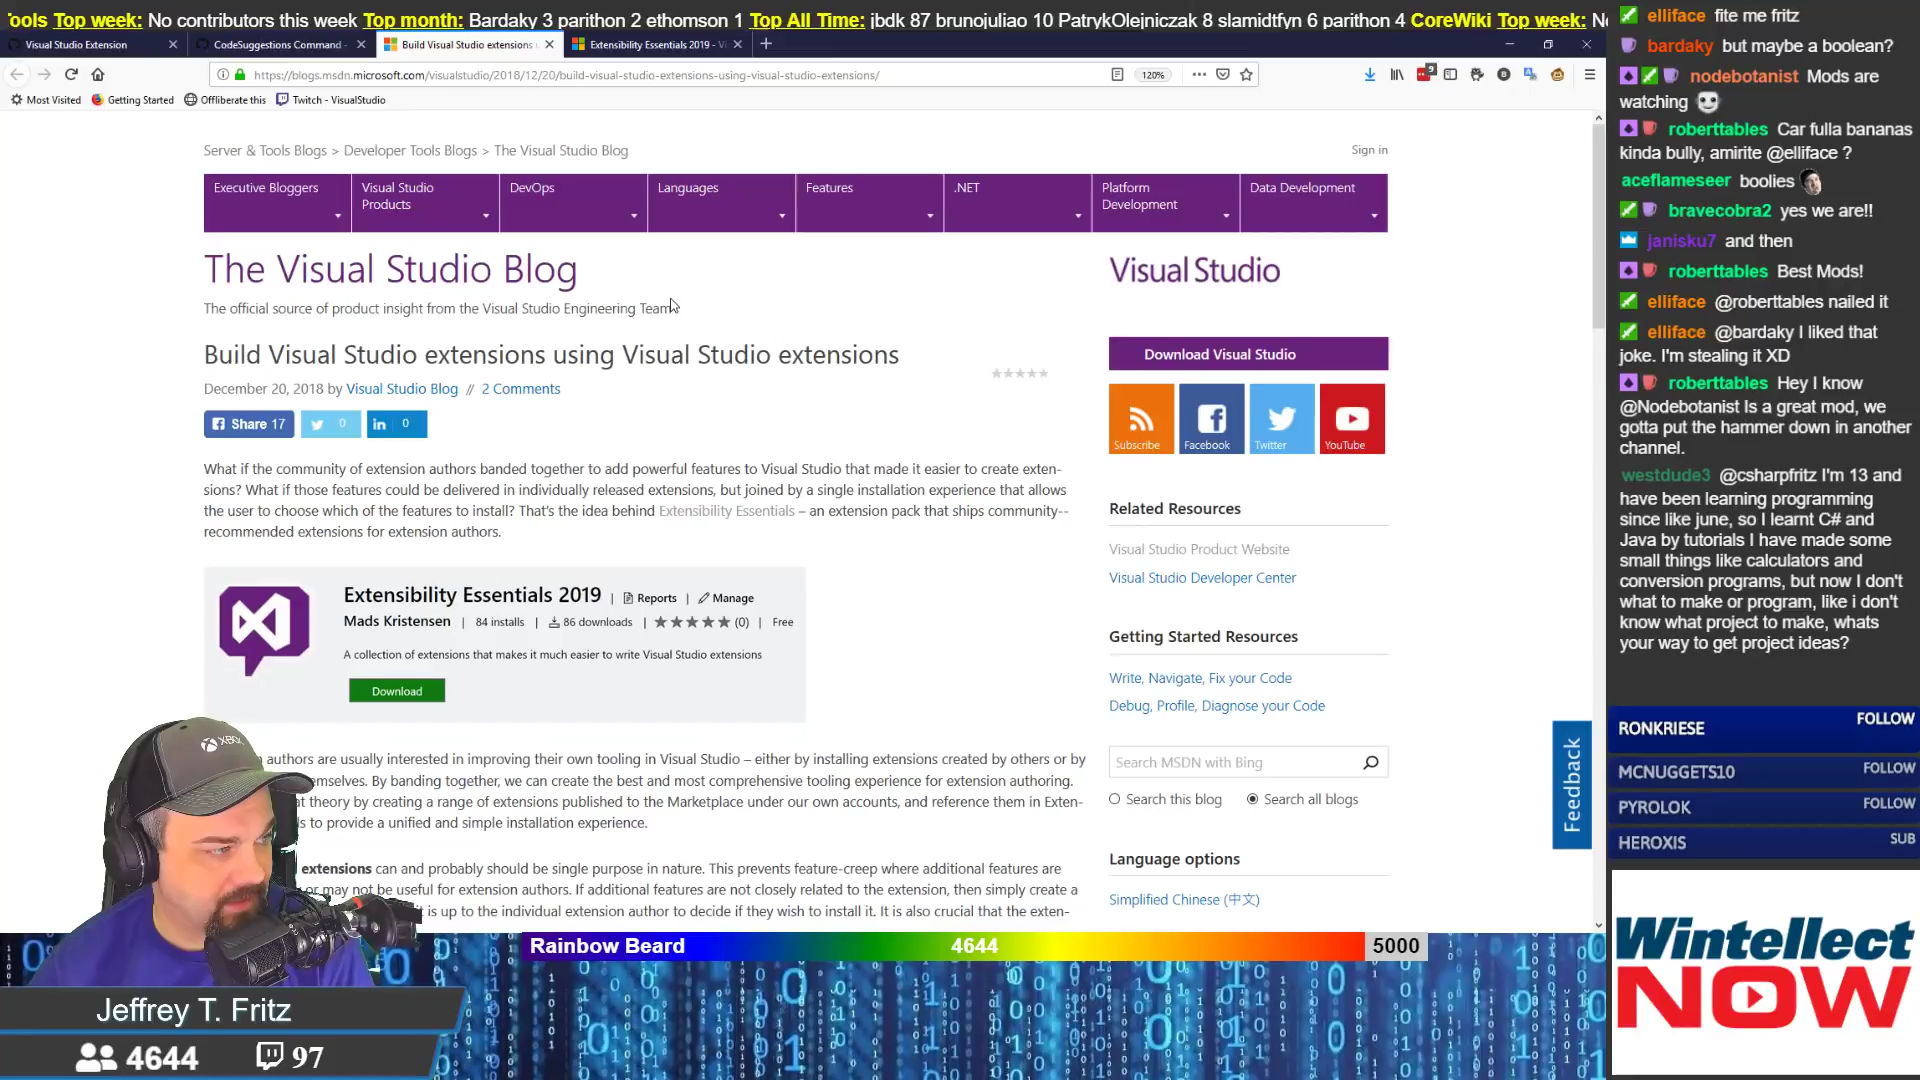 ools Top week: No contributors this week Top month: Bardaky 3 parithon 2 ethomson 1 Top All Time: jbdk 87 brunojuliao 10 PatrykOlejniczak 8 slamidtfyn 6 parithon 4 CoreWiki Top week: N
Visual Studio Extension
CodeSuggestions Command -
Build Visual Studio extensions u
Extensibility Essentials 2019 - Vi
https://blogs.msdn.microsoft.com/visualstudio/2018/12/20/build-visual-studio-extensions-using-visual-studio-extensions/
120%
9
Most Visited
Getting Started
Offliberate this
Twitch - VisualStudio
Server & Tools Blogs > Developer Tools Blogs > The Visual Studio Blog
Sign in
Executive Bloggers
Visual Studio
Products
DevOps
Languages
Features
.NET
Platform
Development
Data Development
The Visual Studio Blog
The official source of product insight from the Visual Studio Engineering Team
Build Visual Studio extensions using Visual Studio extensions
December 20, 2018 by Visual Studio Blog // 2 Comments
Share 17
0
in 0
What if the community of extension authors banded together to add powerful features to Visual Studio that made it easier to create exten-
sions? What if those features could be delivered in individually released extensions, but joined by a single installation experience that allows
the user to choose which of the features to install? That's the idea behind Extensibility Essentials – an extension pack that ships community-­-
recommended extensions for extension authors.
Extensibility Essentials 2019 | Reports | Manage
Mads Kristensen | 84 installs | 86 downloads | ★★★★★ (0) | Free
A collection of extensions that makes it much easier to write Visual Studio extensions
Download
authors are usually interested in improving their own tooling in Visual Studio – either by installing extensions created by others or by
mselves. By banding together, we can create the best and most comprehensive tooling experience for extension authoring.
at theory by creating a range of extensions published to the Marketplace under our own accounts, and reference them in Exten-
s to provide a unified and simple installation experience.
extensions can and probably should be single purpose in nature. This prevents feature-creep where additional features are
or may not be useful for extension authors. If additional features are not closely related to the extension, then simply create a
t is up to the individual extension author to decide if they wish to install it. It is also crucial that the exten-
Visual Studio
Download Visual Studio
Subscribe
Facebook
Twitter
YouTube
Related Resources
Visual Studio Product Website
Visual Studio Developer Center
Getting Started Resources
Write, Navigate, Fix your Code
Debug, Profile, Diagnose your Code
Search MSDN with Bing
Search this blog
Search all blogs
Language options
Simplified Chinese (中文)
Feedback
XBOX
Rainbow Beard 4644 5000
Jeffrey T. Fritz
4644
97
elliface fite me fritz
bardaky but maybe a boolean?
nodebotanist Mods are
watching
roberttables Car fulla bananas
kinda bully, amirite @elliface ?
aceflameseer boolies
bravecobra2 yes we are!!
janisku7 and then
roberttables Best Mods!
elliface @roberttables nailed it
elliface @bardaky I liked that
joke. I'm stealing it XD
roberttables Hey I know
@Nodebotanist Is a great mod, we
gotta put the hammer down in another
channel.
westdude3 @csharpfritz I'm 13 and
have been learning programming
since like june, so I learnt C# and
Java by tutorials I have made some
small things like calculators and
conversion programs, but now I don't
what to make or program, like i don't
know what project to make, whats
your way to get project ideas?
RONKRIESE FOLLOW
MCNUGGETS10 FOLLOW
PYROLOK FOLLOW
HEROXIS SUB
Wintellect
NOW